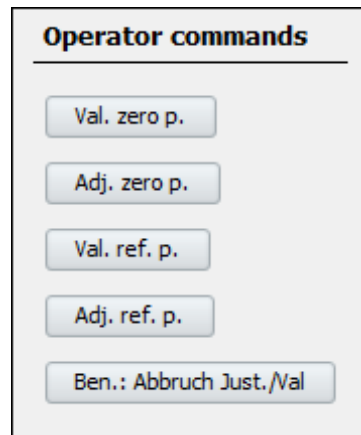 Operator commands
Val. zero p.
Adj. zero p.
Val. ref. p.
Adj. ref. p.
Ben.: Abbruch Just./Val